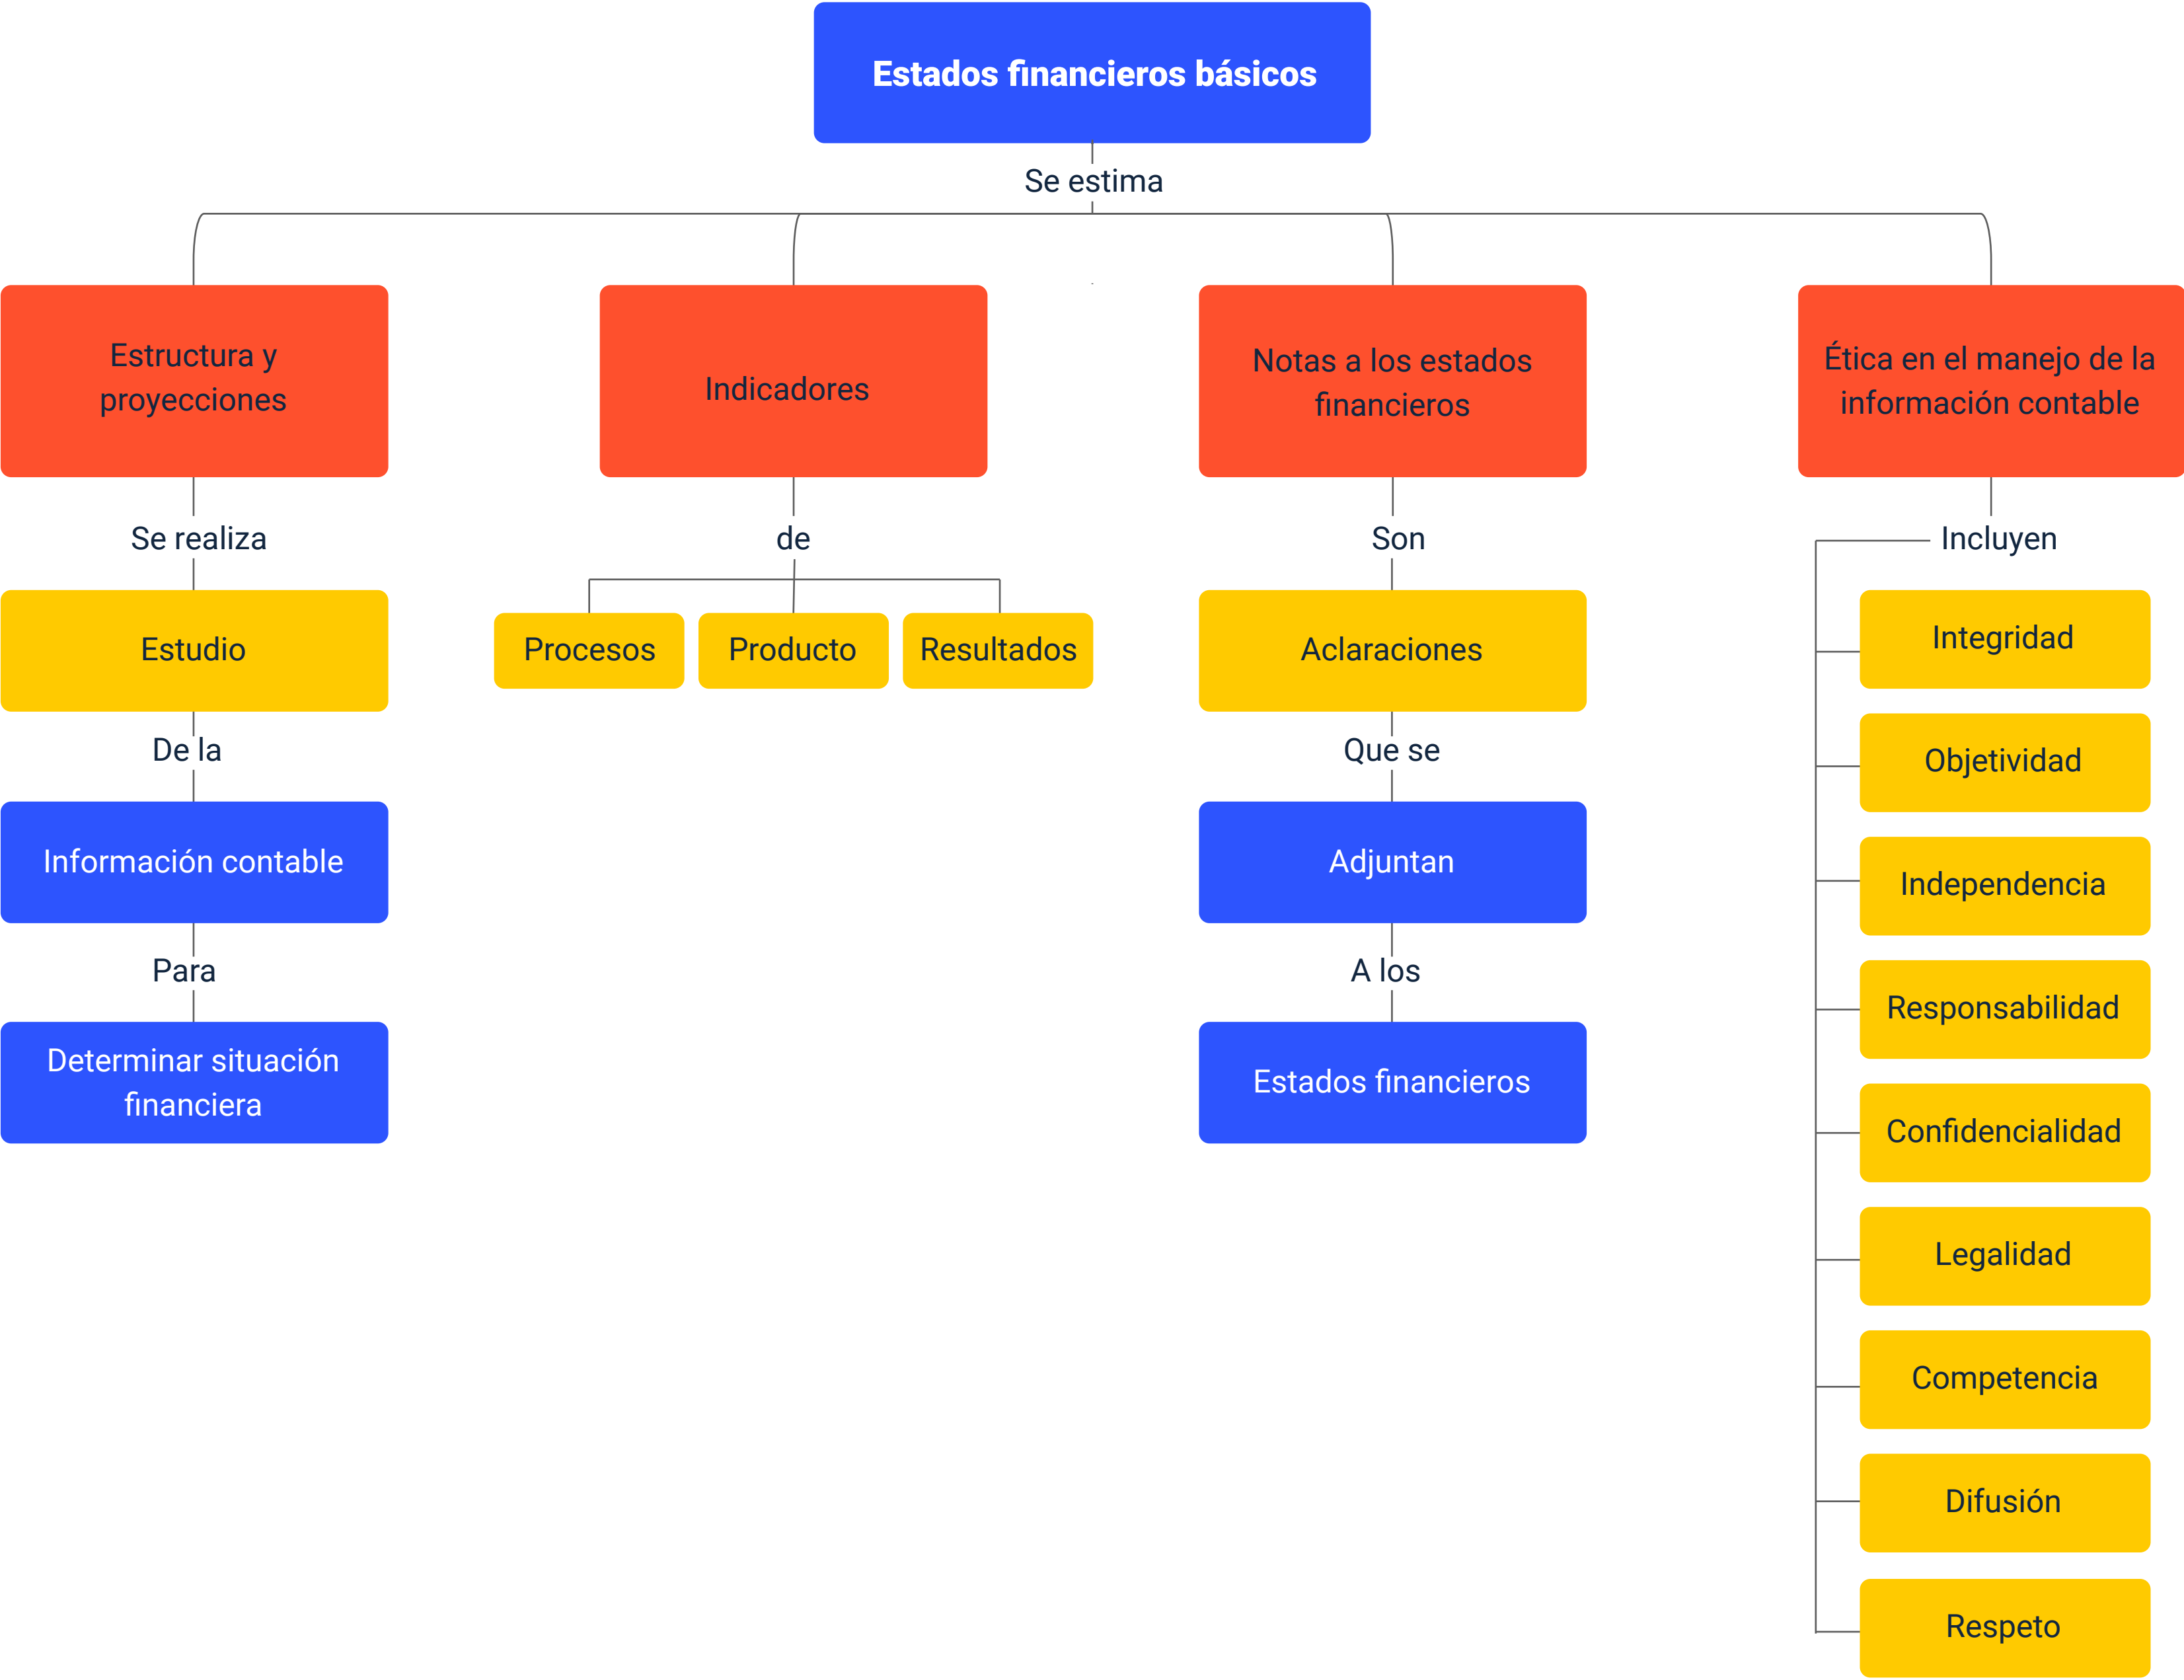 Estados financieros básicos
Se estima
Estructura y
proyecciones
Se realiza
Estudio
De la
Información contable
Para
Determinar situación
financiera
Indicadores
de
Procesos
Producto
Resultados
Notas a los estados
financieros
Son
Aclaraciones
Que se
Adjuntan
A los
Estados financieros
Ética en el manejo de la
información contable
Incluyen
Integridad
Objetividad
Independencia
Responsabilidad
Confidencialidad
Legalidad
Competencia
Difusión
Respeto